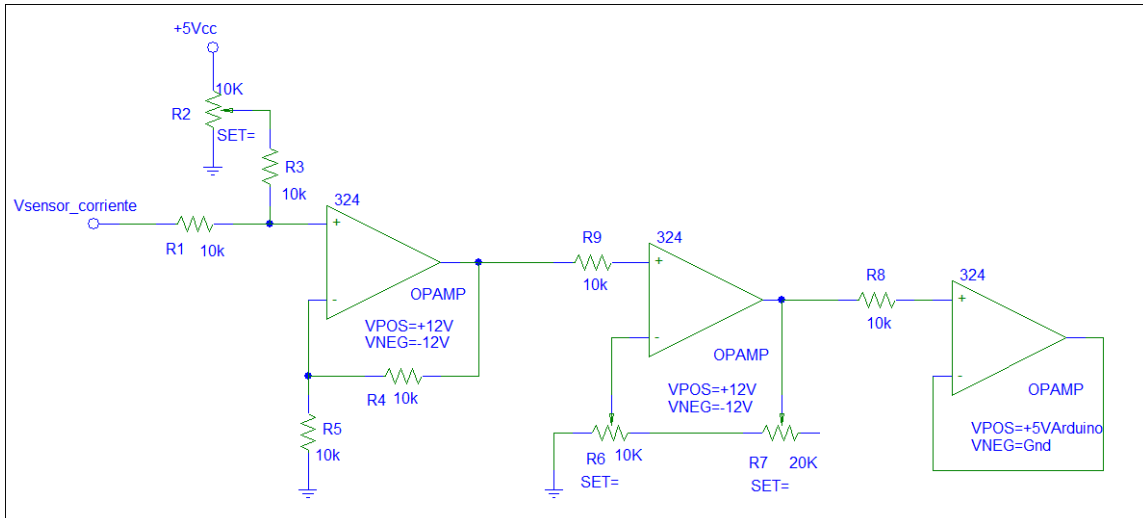 +5Vcc
10K
R2
SET=
R3
10k
324
Vsensor_corriente
R1
10k
+
-
OPAMP
VPOS=+12V
VNEG=-12V
R4
10k
R5
10k
R9
10k
324
+
-
OPAMP
VPOS=+12V
VNEG=-12V
R6
10K
SET=
R7
20K
SET=
R8
10k
324
+
-
OPAMP
VPOS=+5VArduino
VNEG=Gnd